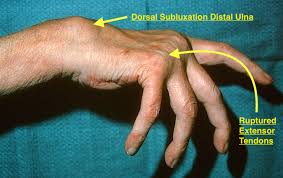 Dorsal Subluxation Distal Ulna
Ruptured
Extensor
Tendons